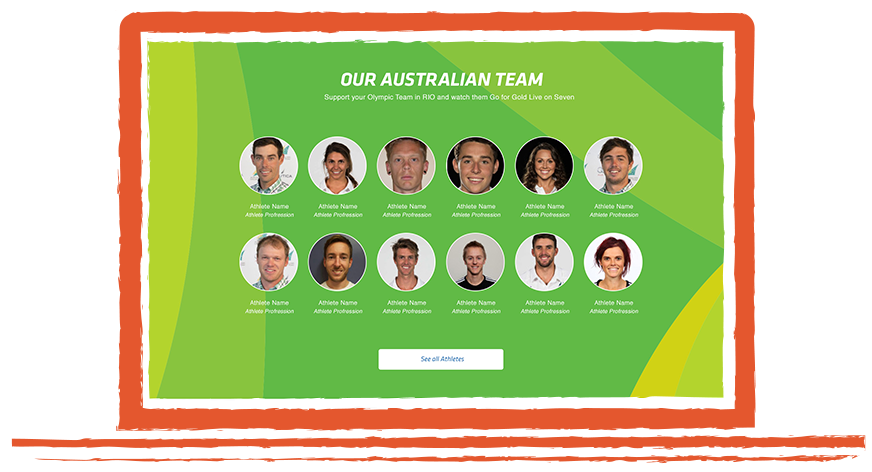 OUR AUSTRALIAN TEAM
Support your Olympic Team in RIO and watch them Go for Gold Live on Seven
Athlete Name Athlete Name Athlete Name Athlete Name Athlete Name Athlete Name
Athlete Profression Athlete Profression Athlete Profression Athlete Profression Athlete Profression Athlete Profression
Athlete Name Athlete Name Athlete Name Athlete Name Athlete Name Athlete Name
Athlete Profression Athlete Profression Athlete Profression Athlete Profression Athlete Profression Athlete Profression
See all Athletes